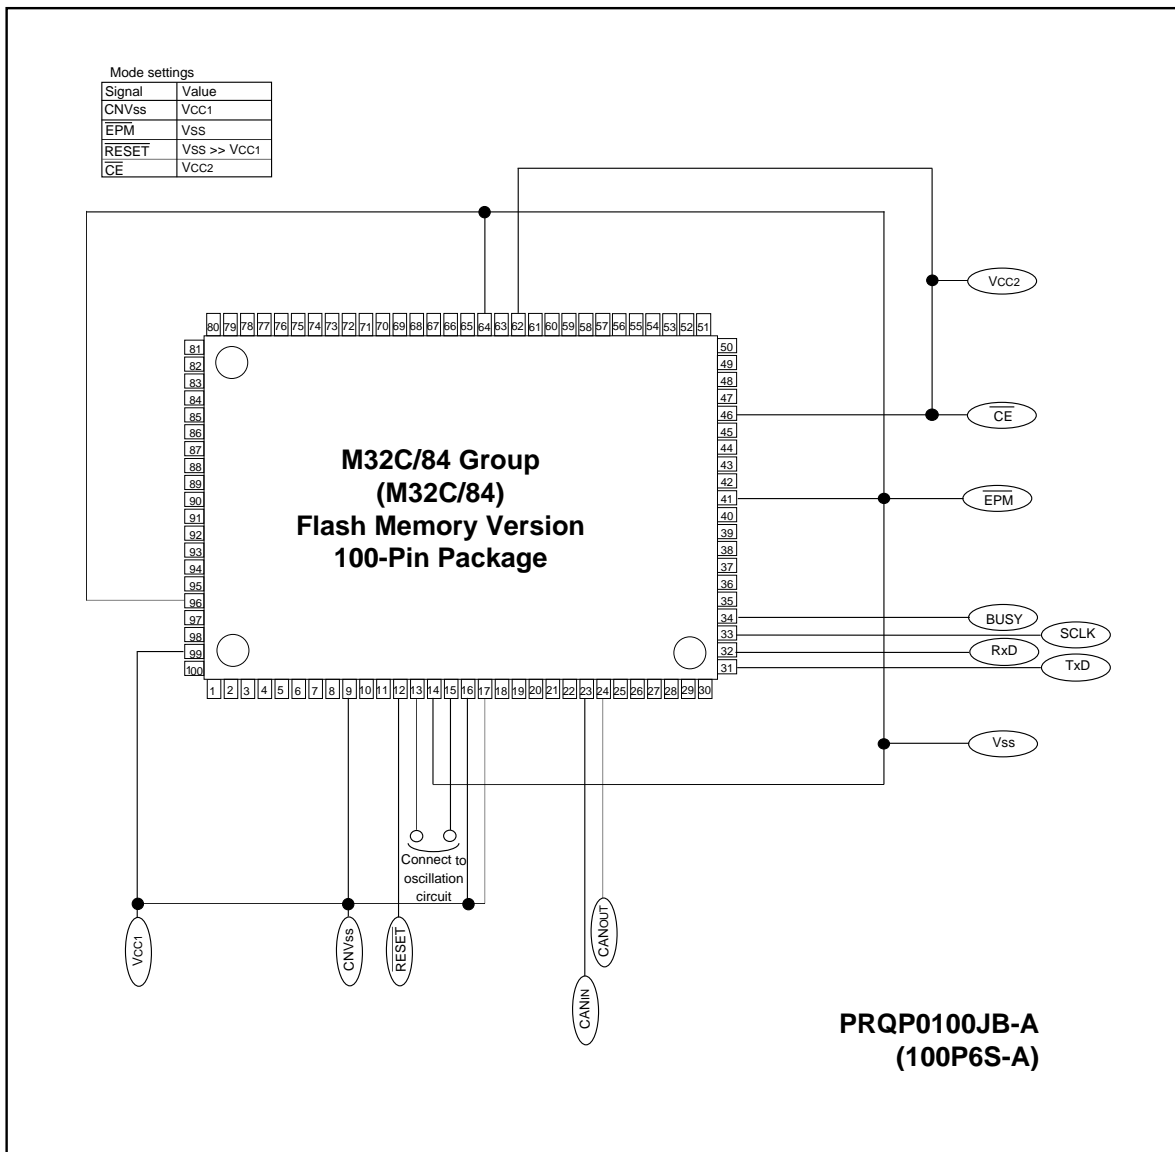 Mode settings
Signal Value
CNVss VCC1
EPM VSS
RESET VSS >> VCC1
CE VCC2
VCC2
80 79 78 77 76 75 74 73 72 71 70 69 68 67 66 65 64 63 62 61 60 59 58 57 56 55 54 53 52 51
81
82
83
84
85
86
87
88
89
90
91
92
93
94
95
96
97
98
99
100
50
49
48
47
46
45
44
43
42
41
40
39
38
37
36
35
34
33
32
31
CE
M32C/84 Group
(M32C/84)
Flash Memory Version
100-Pin Package
EPM
BUSY
SCLK
RxD
TxD
1 2 3 4 5 6 7 8 9 10 11 12 13 14 15 16 17 18 19 20 21 22 23 24 25 26 27 28 29 30
Vss
Connect to
oscillation
circuit
VCC1
CNVss
RESET
CANIN
CANOUT
PRQP0100JB-A
(100P6S-A)